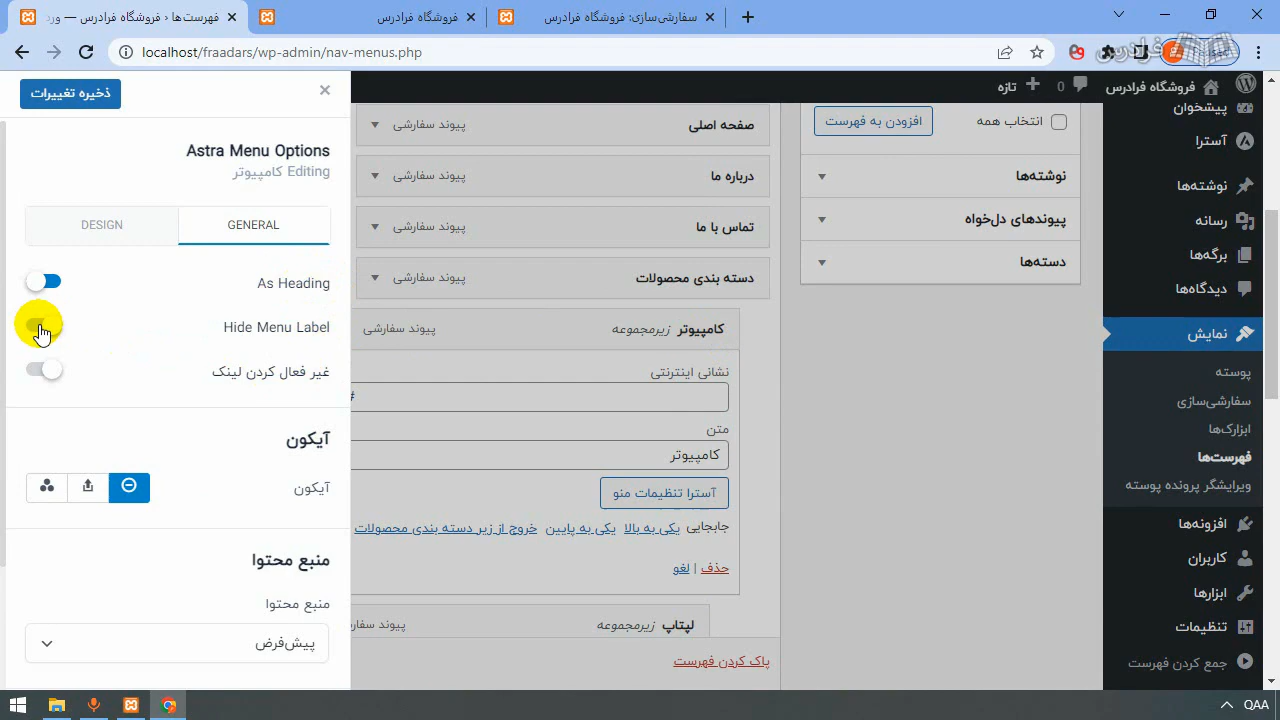 فهرست‌ها ‹ فروشگاه فرادرس — ورد
فروشگاه فرادرس
سفارشی‌سازی: فروشگاه فرادرس
localhost/fraadars/wp-admin/nav-menus.php
فرادرس
فروشگاه فرادرس
0
تازه
ذخیره تغییرات
Astra Menu Options
Editing کامپیوتر
DESIGN
GENERAL
As Heading
Hide Menu Label
غیر فعال کردن لینک
آیکون
آیکون
منبع محتوا
منبع محتوا
پیش‌فرض
صفحه اصلی
پیوند سفارشی
درباره ما
پیوند سفارشی
تماس با ما
پیوند سفارشی
دسته بندی محصولات
پیوند سفارشی
کامپیوتر زیرمجموعه
پیوند سفارشی
نشانی اینترنتی
#
متن
کامپیوتر
آسترا تنظیمات منو
جابجایی یکی به بالا یکی به پایین خروج از زیر دسته بندی محصولات
حذف | لغو
لپتاپ زیرمجموعه
پاک کردن فهرست
انتخاب همه
افزودن به فهرست
نوشته‌ها
پیوندهای دل‌خواه
دسته‌ها
پیشخوان
آسترا
نوشته‌ها
رسانه
برگه‌ها
دیدگاه‌ها
نمایش
پوسته
سفارشی‌سازی
ابزارک‌ها
فهرست‌ها
ویرایشگر پرونده پوسته
افزونه‌ها
کاربران
ابزارها
تنظیمات
جمع کردن فهرست
QAA